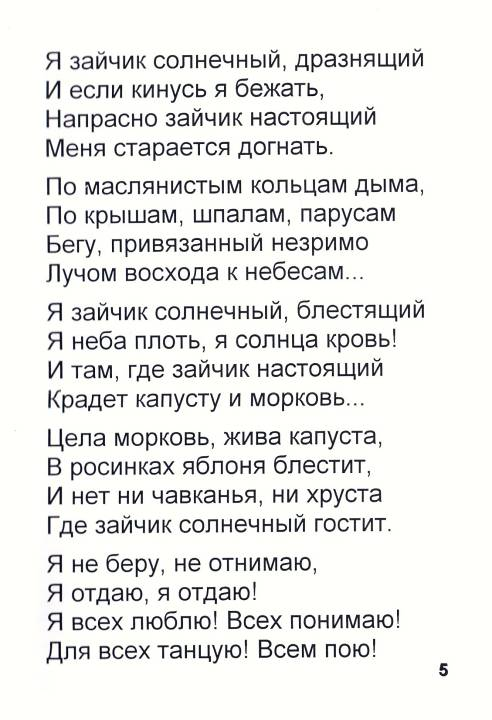 Я зайчик солнечный, дразнящий
И если кинусь я бежать,
Напрасно зайчик настоящий
Меня старается догнать.
По маслянистым кольцам дыма,
По крышам, шпалам, парусам
Бегу, привязанный незримо
Лучом восхода к небесам...
Я зайчик солнечный, блестящий
Я неба плоть, я солнца кровь!
И там, где зайчик настоящий
Крадет капусту и морковь...
Цела морковь, жива капуста,
В росинках яблоня блестит,
И нет ни чавканья, ни хруста
Где зайчик солнечный гостит.
Я не беру, не отнимаю,
Я отдаю, я отдаю!
Я всех люблю! Всех понимаю!
Для всех танцую! Всем пою!
5